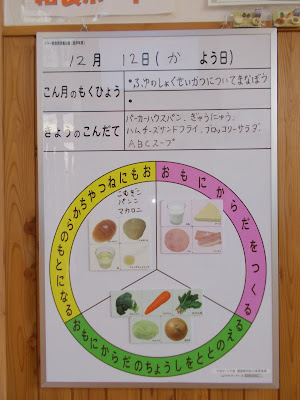 12月 12日(か よう日)
こん月のもくひょう
・ふゆのしょくせいかつについてまなぼう
・
きょうのこんだて
パーカーハウスパン、ぎゅうにゅう、
ハムチーズサンドフライ、ブロッコリーサラダ、
ABCスープ
おもにねつやちからのもとになる
こむぎこ
パンこ
マカロニ
おもにからだをつくる
おもにからだのちょうしをととのえる